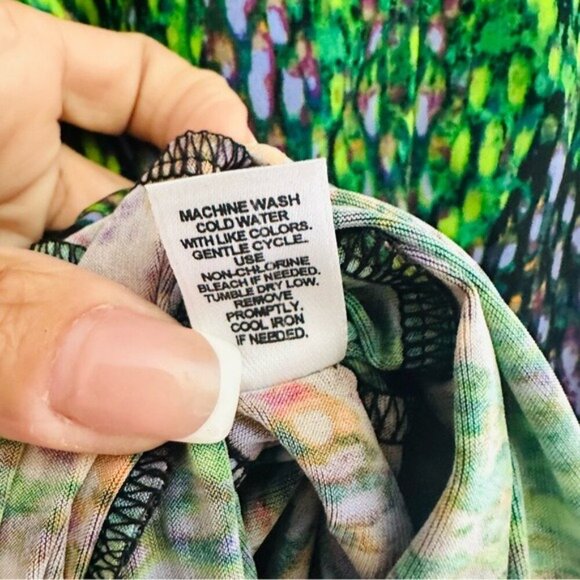 MACHINE WASH
COLD WATER
WITH LIKE COLORS.
GENTLE CYCLE.
USE
NON-CHLORINE
BLEACH IF NEEDED.
TUMBLE DRY LOW.
REMOVE
PROMPTLY.
COOL IRON
IF NEEDED.